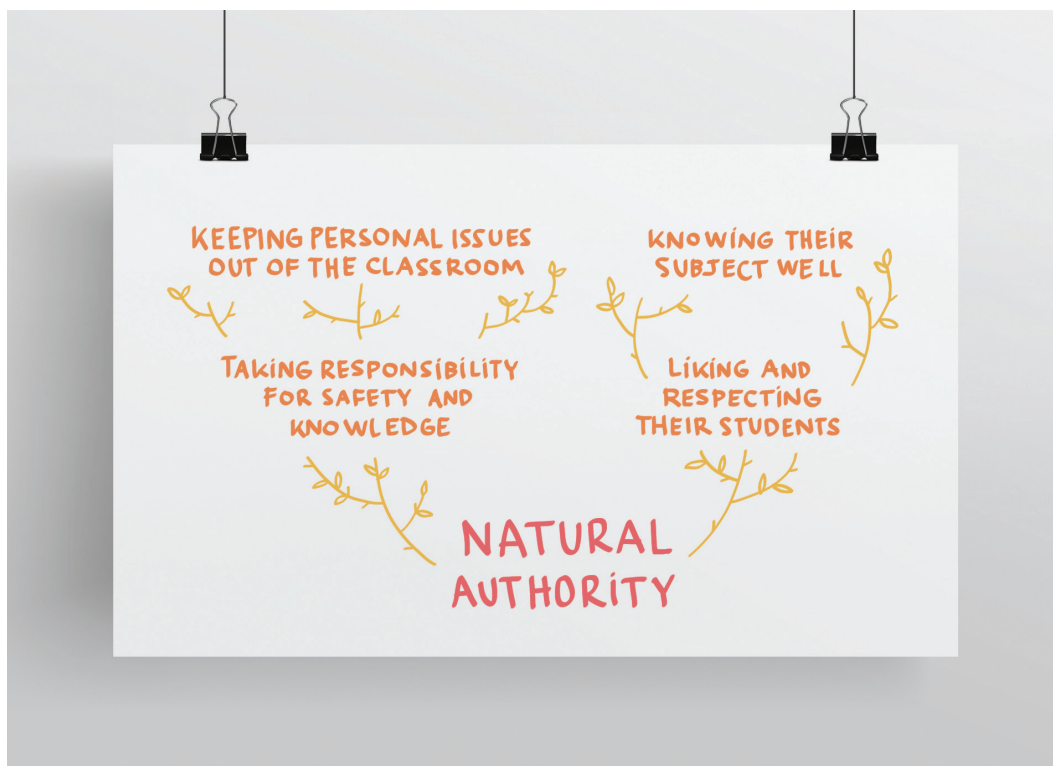 KEEPING PERSONAL ISSUES
OUT OF THE CLASSROOM
KNOWING THEIR
SUBJECT WELL
TAKING RESPONSIBILITY
FOR SAFETY AND
KNOWLEDGE
LIKING AND
RESPECTING
THEIR STUDENTS
NATURAL
AUTHORITY